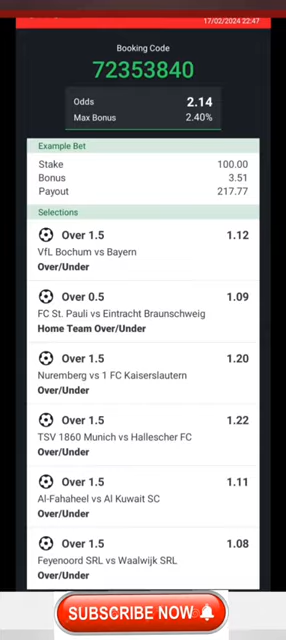 17/02/2024 22:47
Booking Code
72353840
Odds 2.14
Max Bonus 2.40%
Example Bet
Stake 100.00
Bonus 3.51
Payout 217.77
Selections
Over 1.5 1.12
VfL Bochum vs Bayern
Over/Under
Over 0.5 1.09
FC St. Pauli vs Eintracht Braunschweig
Home Team Over/Under
Over 1.5 1.20
Nuremberg vs 1 FC Kaiserslautern
Over/Under
Over 1.5 1.22
TSV 1860 Munich vs Hallescher FC
Over/Under
Over 1.5 1.11
Al-Fahaheel vs Al Kuwait SC
Over/Under
Over 1.5 1.08
Feyenoord SRL vs Waalwijk SRL
Over/Under
SUBSCRIBE NOW